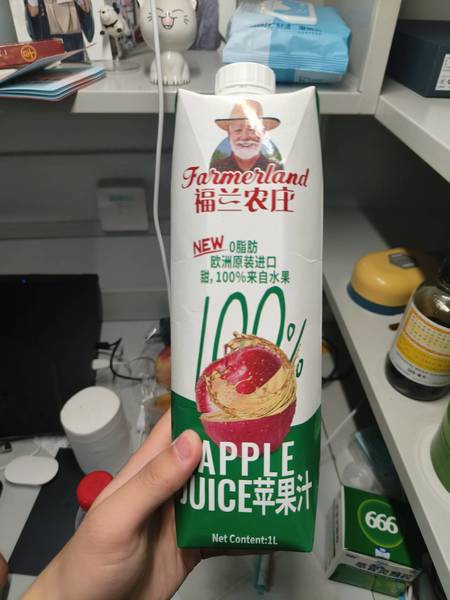 Farmerland
福兰农庄
NEW
0脂肪
欧洲原装进口
甜,100%来自水果
100%
APPLE
JUICE苹果汁
Net Content:1L
666